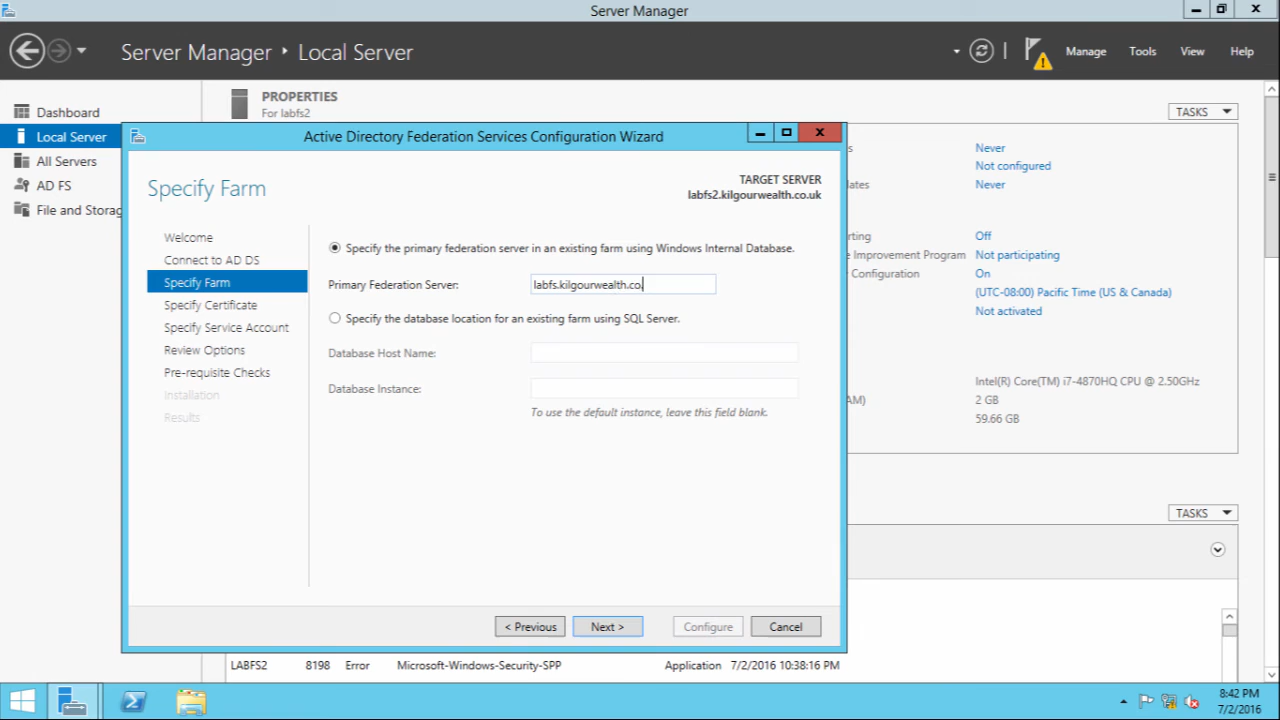 Server Manager
Server Manager ‣ Local Server
Manage Tools View Help
Dashboard
Local Server
All Servers
AD FS
File and Storag
PROPERTIES
For labfs2
TASKS
Never
Not configured
Never
Off
Improvement Program Not participating
Configuration On
(UTC-08:00) Pacific Time (US & Canada)
Not activated
Intel(R) Core(TM) i7-4870HQ CPU @ 2.50GHz
2 GB
59.66 GB
TASKS
Active Directory Federation Services Configuration Wizard
Specify Farm
TARGET SERVER
labfs2.kilgourwealth.co.uk
Welcome
Connect to AD DS
Specify Farm
Specify Certificate
Specify Service Account
Review Options
Pre-requisite Checks
Installation
Results
Specify the primary federation server in an existing farm using Windows Internal Database.
Primary Federation Server: labfs.kilgourwealth.co.
Specify the database location for an existing farm using SQL Server.
Database Host Name:
Database Instance:
To use the default instance, leave this field blank.
< Previous Next > Configure Cancel
LABFS2 8198 Error Microsoft-Windows-Security-SPP Application 7/2/2016 10:38:16 PM
8:42 PM
7/2/2016